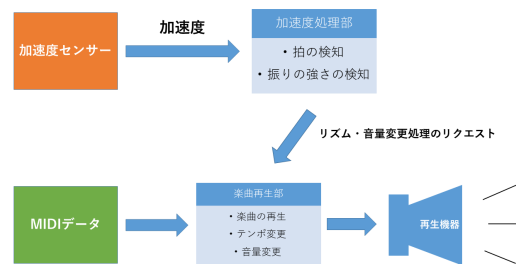 加速度センサー
加速度
加速度処理部
・拍の検知
・振りの強さの検知
リズム・音量変更処理のリクエスト
MIDIデータ
楽曲再生部
・楽曲の再生
・テンポ変更
・音量変更
再生機器